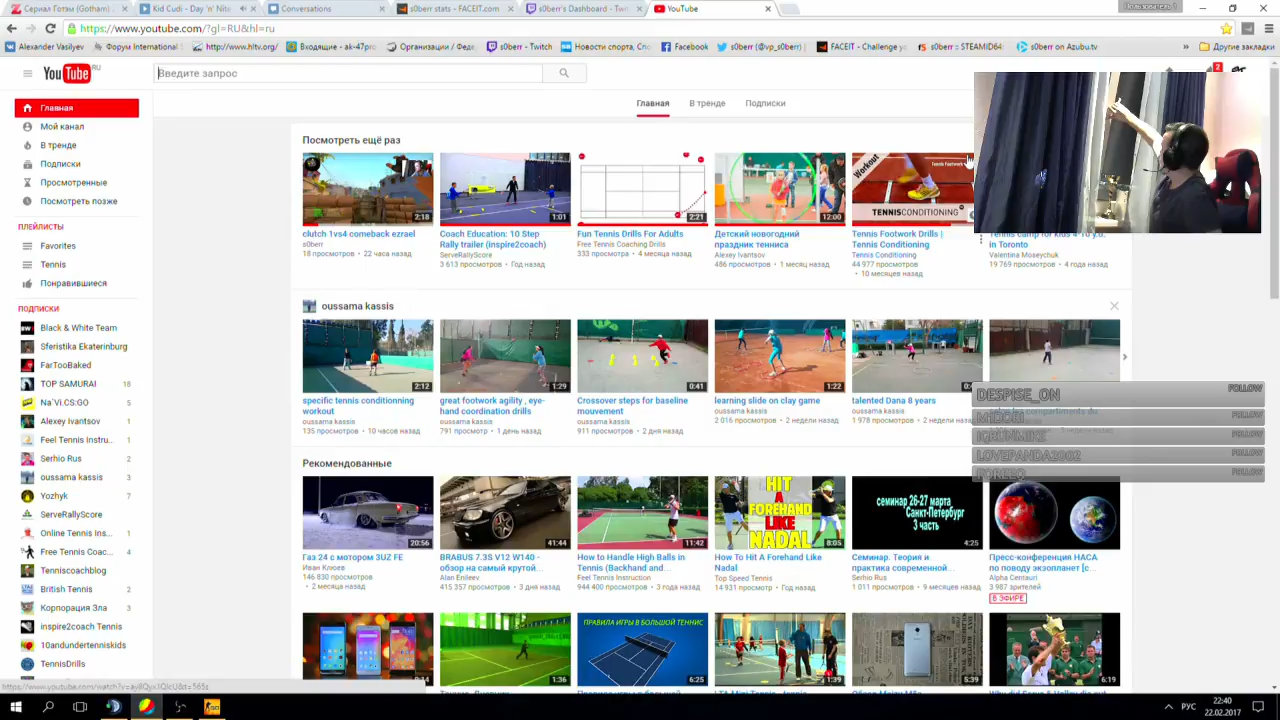 Сериал Готэм (Gotham)
Kid Cudi - Day 'n' Nite
Conversations
s0berr stats - FACEIT.com
s0berr's Dashboard - Twi
YouTube
https://www.youtube.com/?gl=RU&hl=ru
Alexander Vasilyev
Форум International
http://www.hltv.org/
Входящие - ak-47pro
Организации / Феде
s0berr - Twitch
Новости спорта, Спо
Facebook
s0berr (@vp_s0berr)
FACEIT - Challenge yo
s0berr :: STEAMID64
s0berr on Azubu.tv
Другие закладки
YouTube RU
Введите запрос
2
Главная
В тренде
Подписки
Главная
Мой канал
В тренде
Подписки
Просмотренные
Посмотреть позже
ПЛЕЙЛИСТЫ
Favorites
Tennis
Понравившиеся
ПОДПИСКИ
Black & White Team
Sferistika Ekaterinburg
FarTooBaked
TOP SAMURAI 18
Na`Vi.CS:GO 5
Alexey Ivantsov 1
Feel Tennis Instru... 1
Serhio Rus 2
oussama kassis 3
Yozhyk 7
ServeRallyScore
Online Tennis Ins... 1
Free Tennis Coac... 4
Tenniscoachblog
British Tennis 2
Корпорация Зла 3
inspire2coach Tennis
10andundertenniskids
TennisDrills
Посмотреть ещё раз
2:18
1:01
2:21
12:00
Workout
Tennis Footwork
TENNISCONDITIONING
clutch 1vs4 comeback ezrael
s0berr
18 просмотров • 22 часа назад
Coach Education: 10 Step
Rally trailer (inspire2coach)
ServeRallyScore
3 613 просмотров • Год назад
Fun Tennis Drills For Adults
Free Tennis Coaching Drills
333 просмотра • 4 месяца назад
Детский новогодний
праздник тенниса
Alexey Ivantsov
486 просмотров • 1 месяц назад
Tennis Footwork Drills |
Tennis Conditioning
Tennis Conditioning
44 977 просмотров
• 10 месяцев назад
Tennis camp for kids 4-10 y.o.
in Toronto
Valentina Moseychuk
19 769 просмотров • 4 года назад
oussama kassis
2:12
1:29
0:41
1:22
specific tennis conditionning
workout
oussama kassis
135 просмотров • 10 часов назад
great footwork agility , eye-
hand coordination drills
oussama kassis
791 просмотр • 1 день назад
Crossover steps for baseline
mouvement
oussama kassis
911 просмотров • 2 дня назад
learning slide on clay game
oussama kassis
2 016 просмотров • 2 недели назад
talented Dana 8 years
oussama kassis
1 978 просмотров • 2 недели назад
DESPISE_ON FOLLOW
MIDORI FOLLOW
FOLLOW
LOVEPANDA2002 FOLLOW
FOLLOW
Рекомендованные
20:56
41:44
11:42
HIT
A
FOREHAND
LIKE
NADAL
8:05
семинар 26-27 марта
Санкт-Петербург
3 часть
4:25
Газ 24 с мотором 3UZ FE
Иван Клюев
146 830 просмотров
• 2 месяца назад
BRABUS 7.3S V12 W140 -
обзор на самый крутой...
Alan Enileev
415 357 просмотров • 3 дня назад
How to Handle High Balls in
Tennis (Backhand and...
Feel Tennis Instruction
944 400 просмотров • 3 года назад
How To Hit A Forehand Like
Nadal
Top Speed Tennis
14 931 просмотр • Год назад
Семинар. Теория и
практика современной...
Serhio Rus
1 011 просмотров • 9 месяцев назад
Пресс-конференция НАСА
по поводу экзопланет [с...
Alpha Centauri
3 987 зрителей
В ЭФИРЕ
ПРАВИЛА ИГРЫ В БОЛЬШОЙ ТЕННИС
1:36
6:25
5:39
6:19
https://www.youtube.com/watch?v=ay8Qyx1QIcU&t=565s
РУС
22:40
22.02.2017